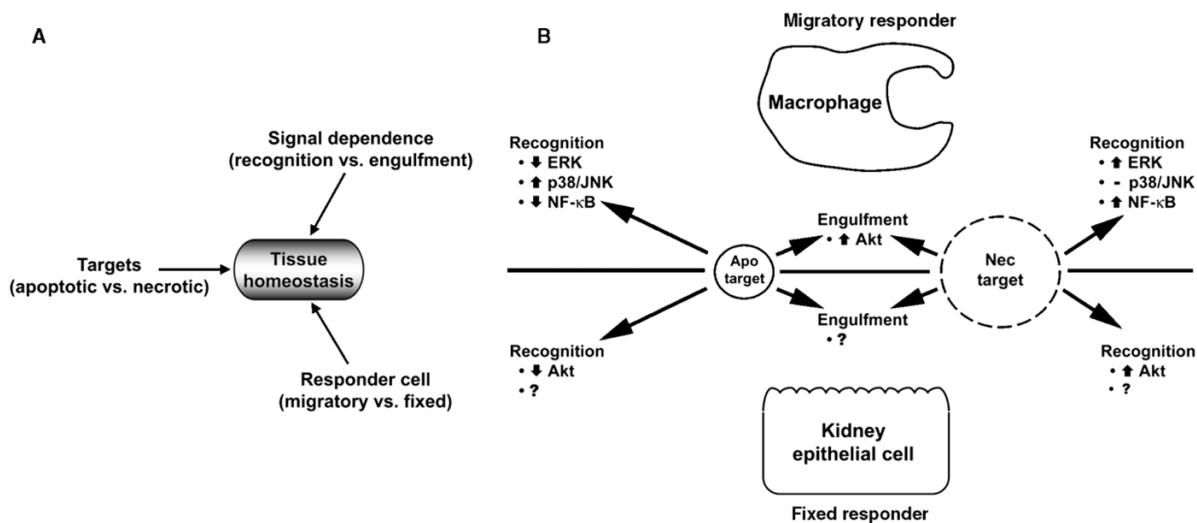 A
Signal dependence
(recognition vs. engulfment)
Targets
(apoptotic vs. necrotic)
Tissue
homeostasis
Responder cell
(migratory vs. fixed)
B
Migratory responder
Macrophage
Recognition
• ⬇ ERK
• ⬆ p38/JNK
• ⬇ NF-κB
Engulfment
• ⬆ Akt
Recognition
• ⬆ ERK
• - p38/JNK
• ⬆ NF-κB
Apo
target
Nec
target
Recognition
• ⬇ Akt
• ?
Engulfment
• ?
Recognition
• ⬆ Akt
• ?
Kidney
epithelial cell
Fixed responder